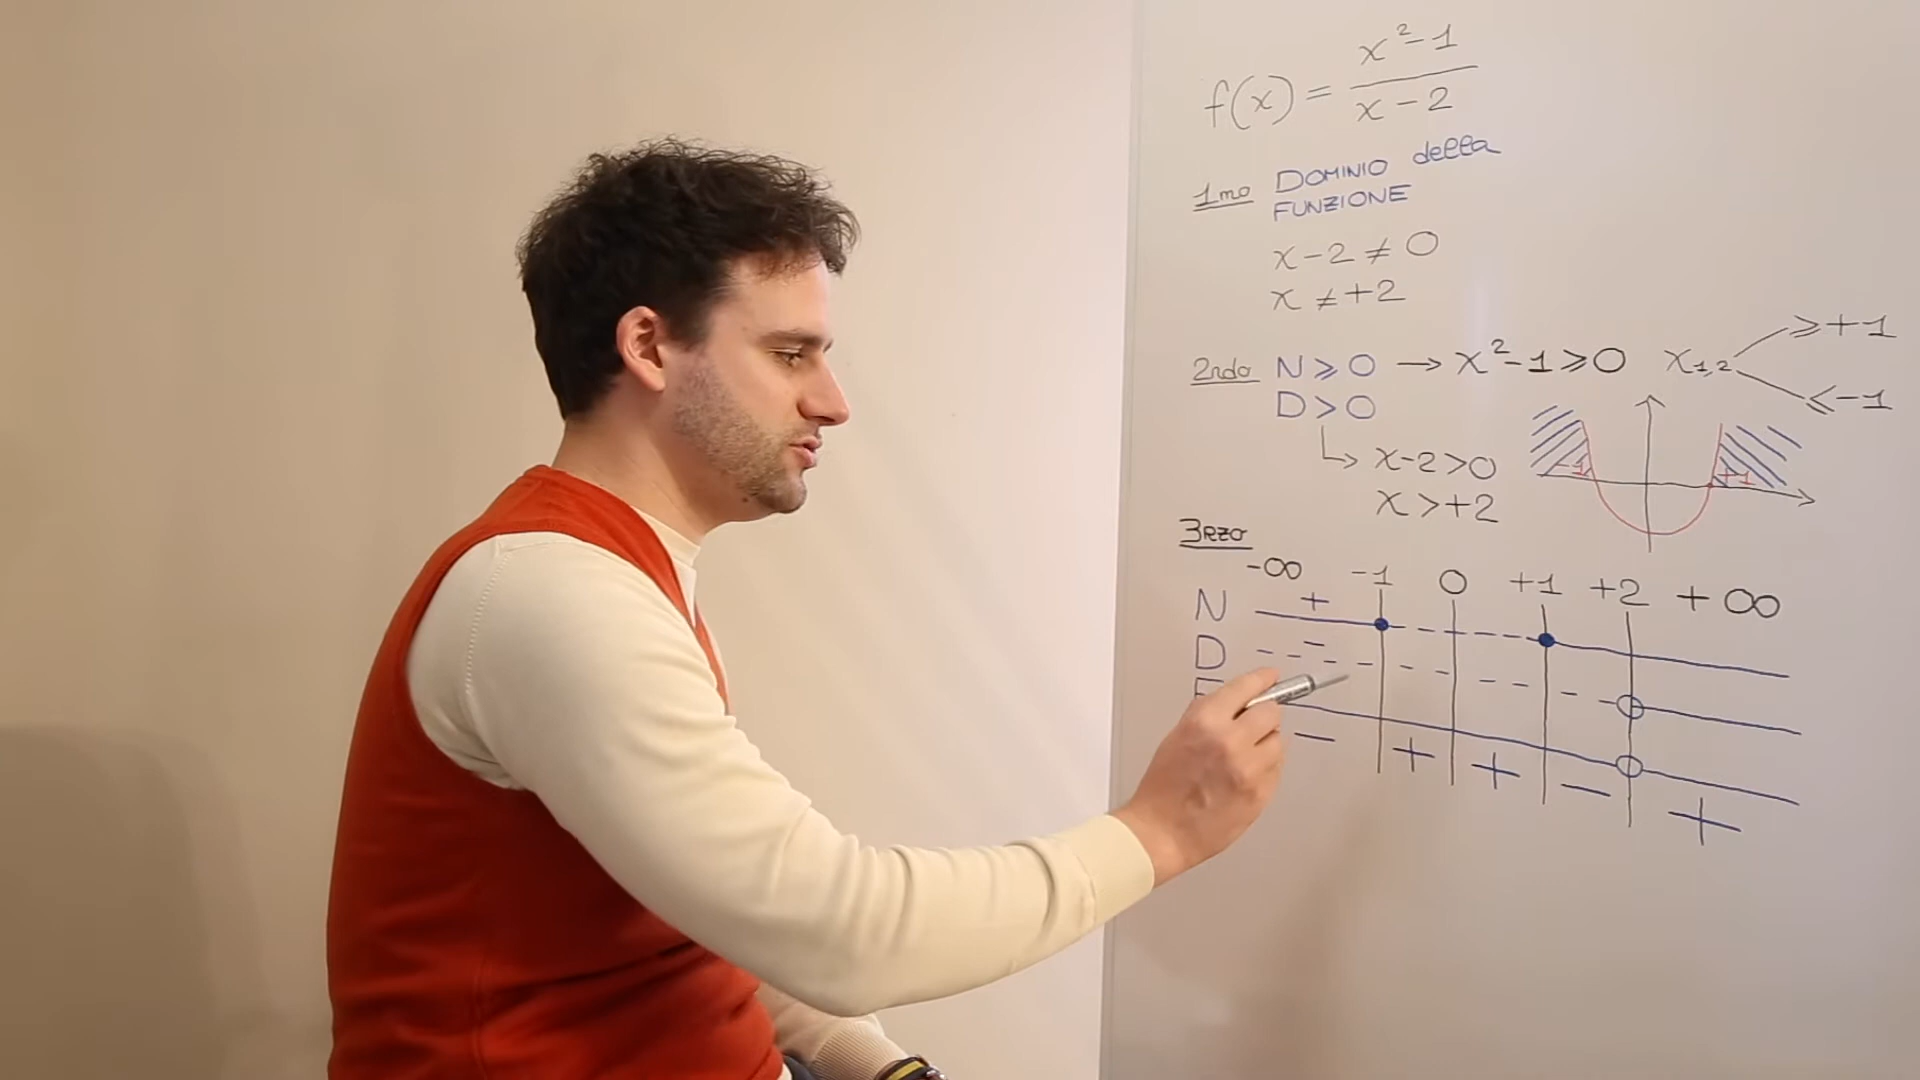 f(x) = x²-1 / x-2
1mo DOMINIO della
FUNZIONE
x-2 ≠ 0
x ≠ +2
2ndo N ⩾ 0 → x²-1 ⩾ 0 x₁,₂ ⩾+1
⩽-1
D > 0
↳ x-2>0
x >+2
-1 +1
3rzo
-∞ -1 0 +1 +2 +∞
N +
D -
F
- + + - +